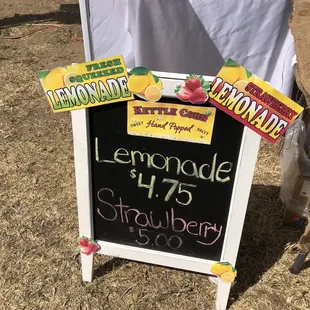 FRESH
SQUEEZED
LEMONADE
KETTLE CORN
SWEET Hand Popped SALTY
STRAWBERRY
LEMONADE
Lemonade
$4.75
Strawberry
$5.00